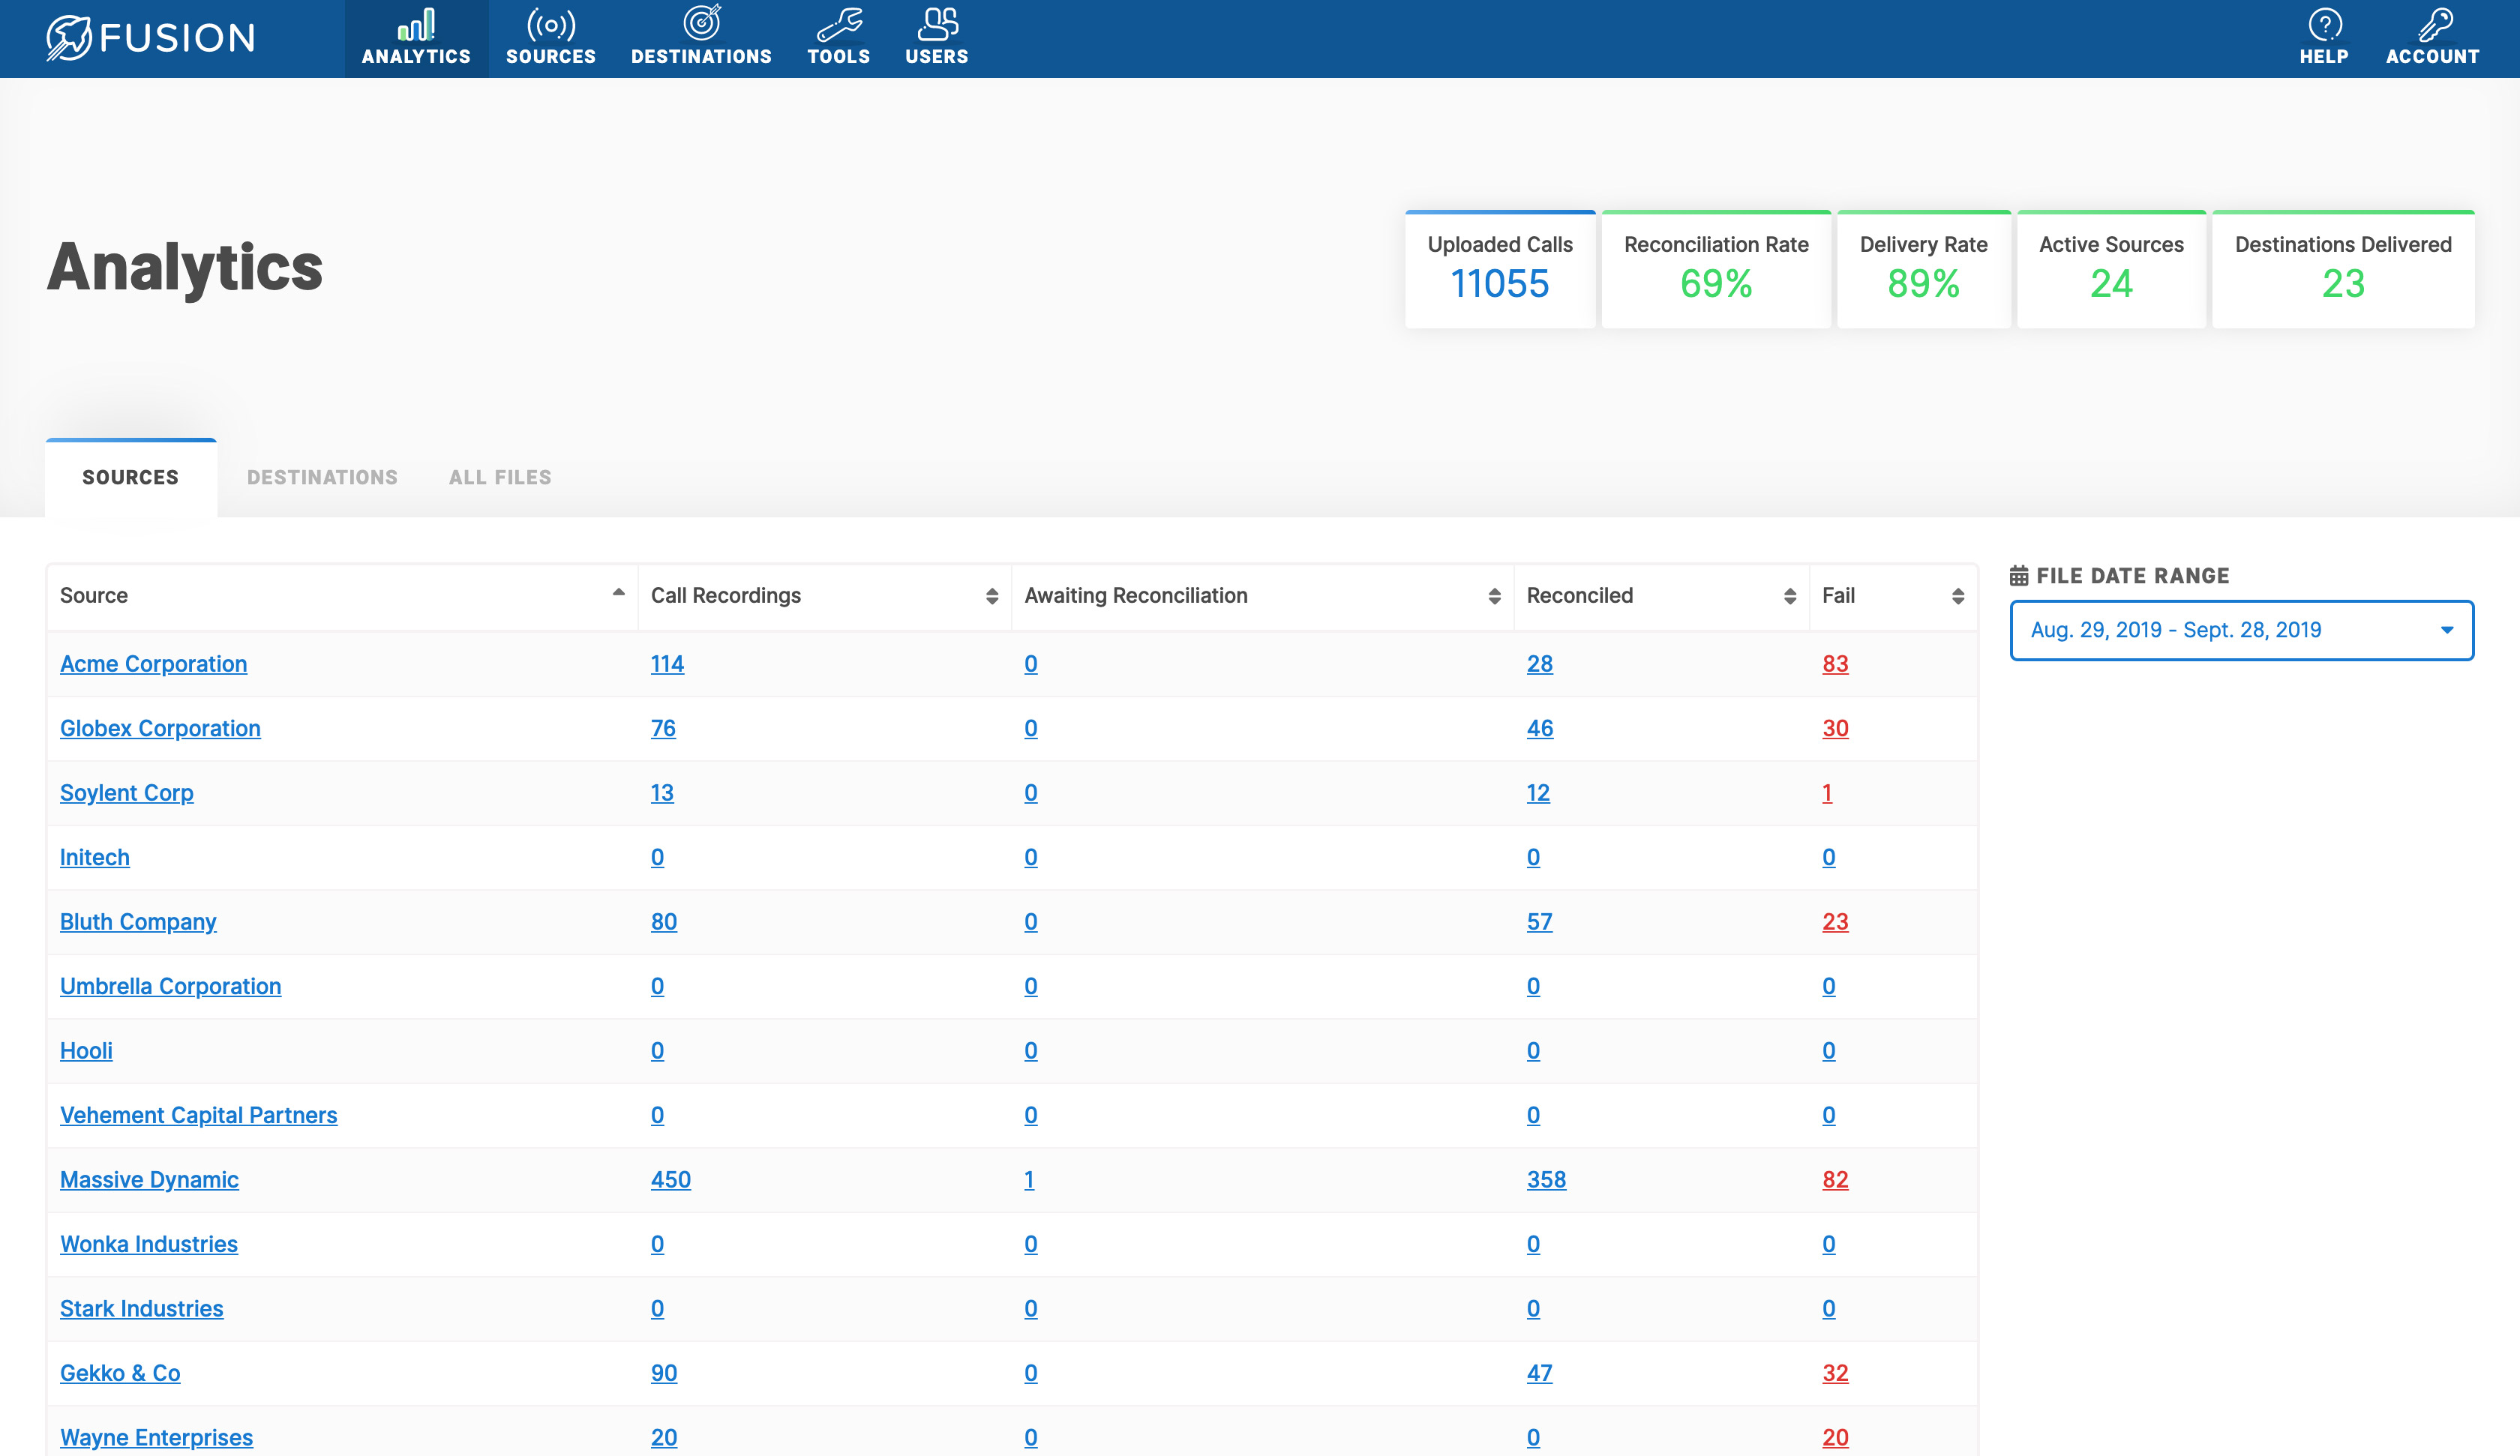 FUSION
ANALYTICS SOURCES DESTINATIONS TOOLS USERS HELP ACCOUNT
Analytics
Uploaded Calls Reconciliation Rate Delivery Rate Active Sources Destinations Delivered
11055 69% 89% 24 23
SOURCES DESTINATIONS ALL FILES
FILE DATE RANGE
Aug. 29, 2019 - Sept. 28, 2019
Source Call Recordings Awaiting Reconciliation Reconciled Fail
Acme Corporation 114 0 28 83
Globex Corporation 76 0 46 30
Soylent Corp 13 0 12 1
Initech 0 0 0 0
Bluth Company 80 0 57 23
Umbrella Corporation 0 0 0 0
Hooli 0 0 0 0
Vehement Capital Partners 0 0 0 0
Massive Dynamic 450 1 358 82
Wonka Industries 0 0 0 0
Stark Industries 0 0 0 0
Gekko & Co 90 0 47 32
Wayne Enterprises 20 0 0 20